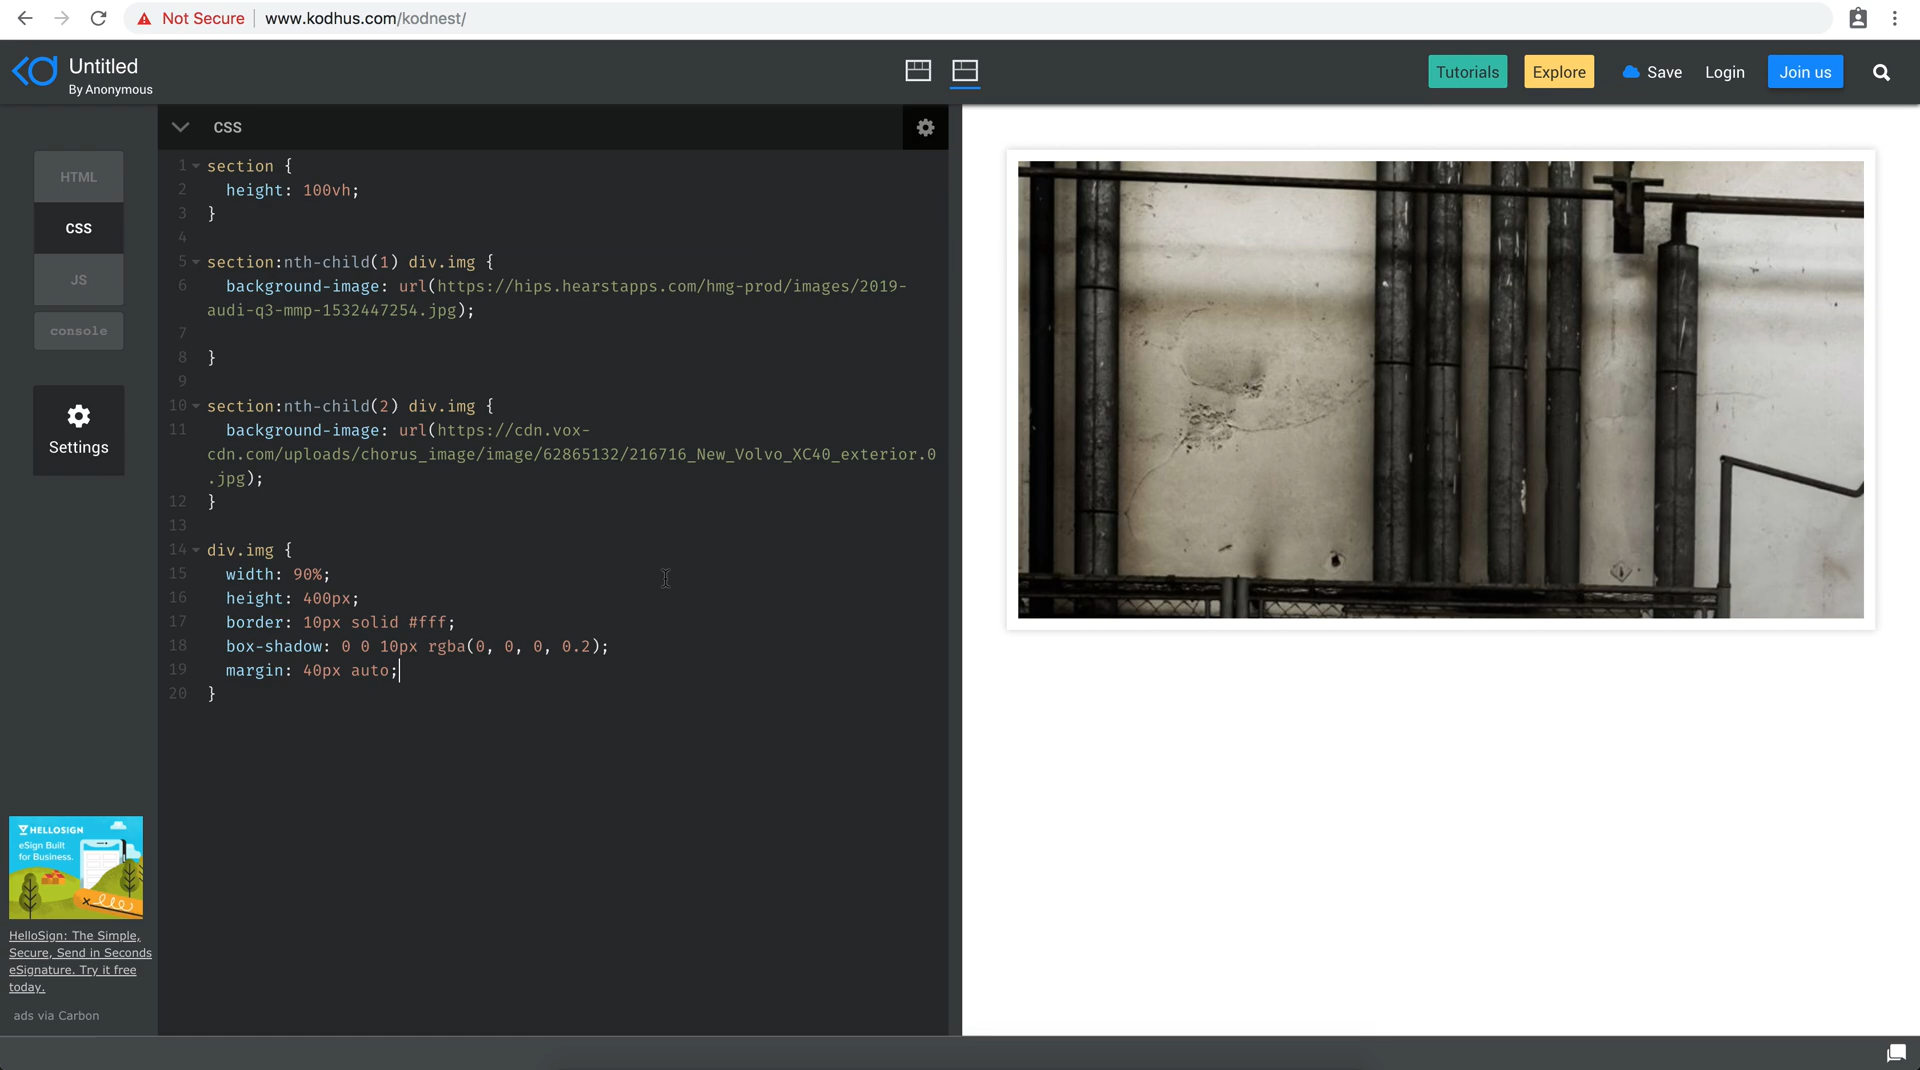 Not Secure www.kodhus.com/kodnest/
Untitled
By Anonymous
Tutorials
Explore
Save
Login
Join us
HTML
CSS
JS
console
Settings
CSS
1 section {
2 height: 100vh;
3 }
4
5 section:nth-child(1) div.img {
6 background-image: url(https://hips.hearstapps.com/hmg-prod/images/2019-
audi-q3-mmp-1532447254.jpg);
7
8 }
9
10 section:nth-child(2) div.img {
11 background-image: url(https://cdn.vox-
cdn.com/uploads/chorus_image/image/62865132/216716_New_Volvo_XC40_exterior.0
.jpg);
12 }
13
14 div.img {
15 width: 90%;
16 height: 400px;
17 border: 10px solid #fff;
18 box-shadow: 0 0 10px rgba(0, 0, 0, 0.2);
19 margin: 40px auto;
20 }
HELLOSIGN
eSign Built
for Business.
HelloSign: The Simple,
Secure, Send in Seconds
eSignature. Try it free
today.
ads via Carbon